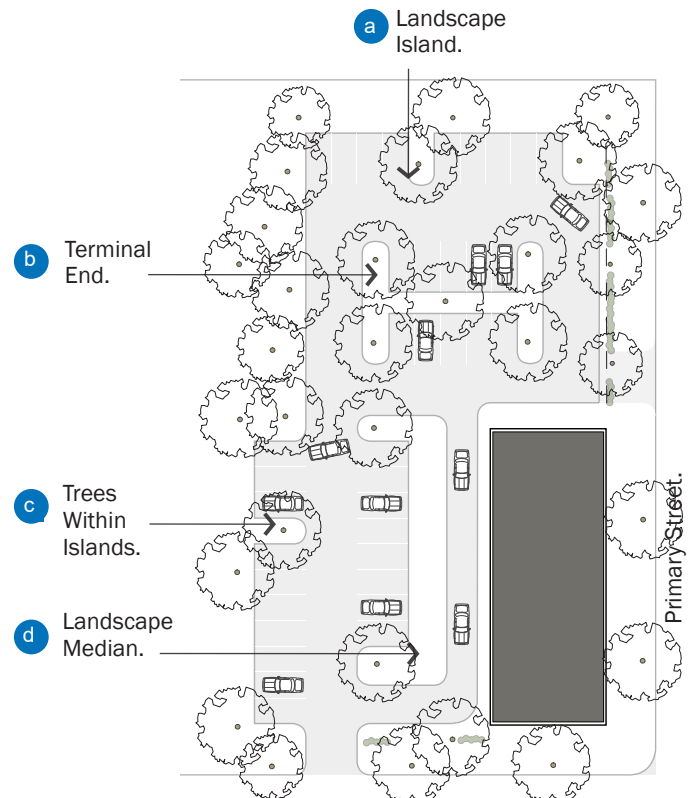 a Landscape
Island.
b Terminal
End.
c Trees
Within
Islands.
d Landscape
Median.
Primary Street.